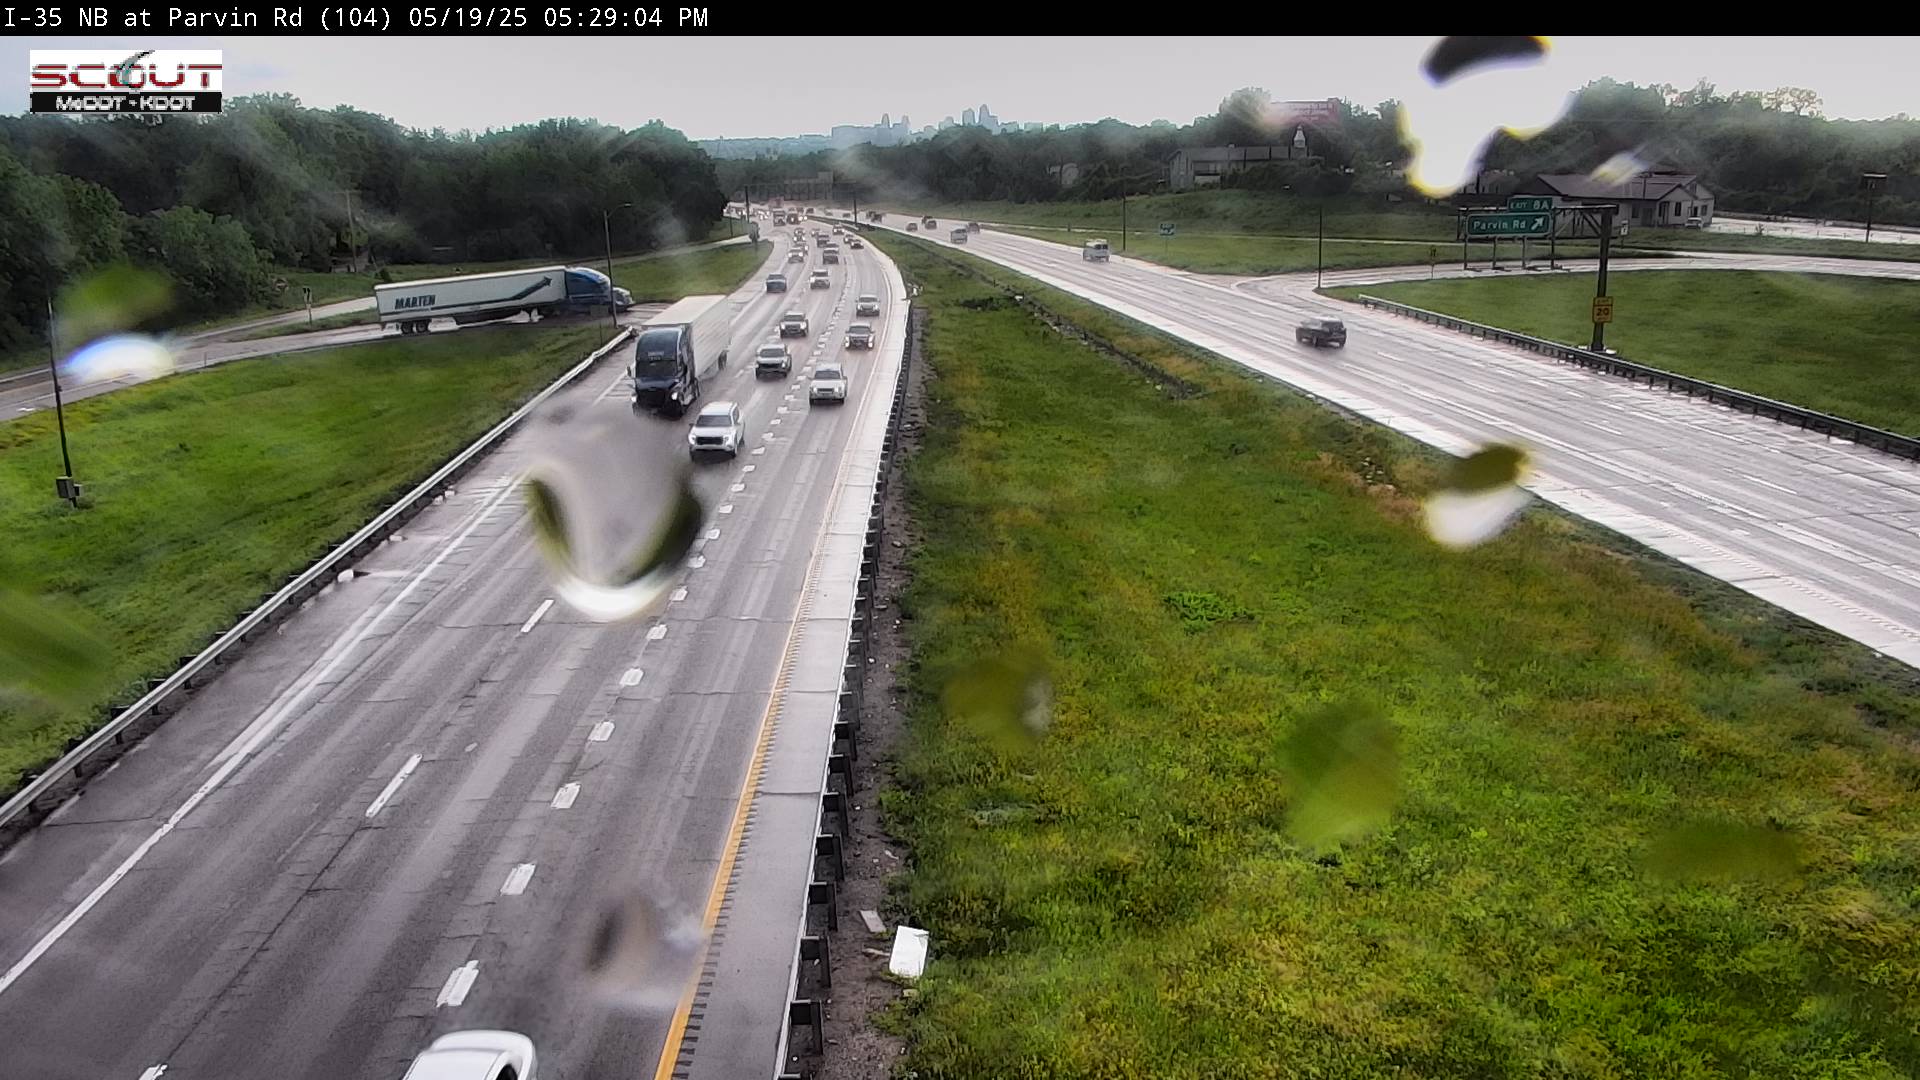 I-35 NB at Parvin Rd (104) 05/19/25 05:29:04 PM
SCOUT
MoDOT - KDOT
EXIT 8A
Parvin Rd
MARTEN
20